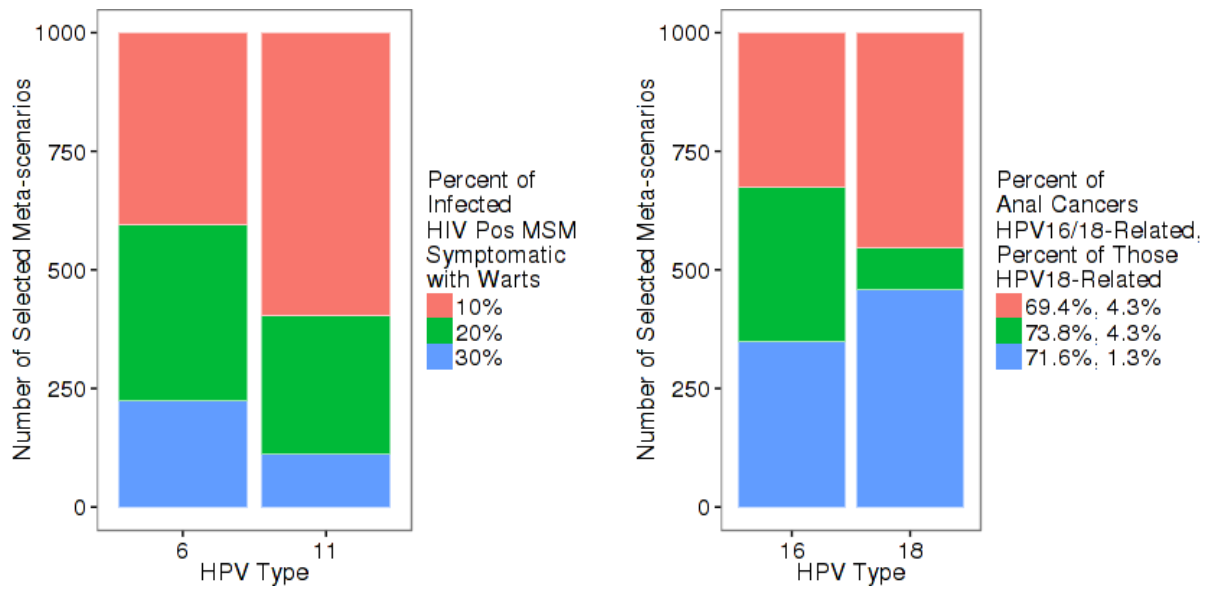 Number of Selected Meta-scenarios
1000
750
500
250
0
6
11
HPV Type
Percent of
Infected
HIV Pos MSM
Symptomatic
with Warts
10%
20%
30%
Number of Selected Meta-scenarios
1000
750
500
250
0
16
18
HPV Type
Percent of
Anal Cancers
HPV16/18-Related,
Percent of Those
HPV18-Related
69.4%, 4.3%
73.8%, 4.3%
71.6%, 1.3%